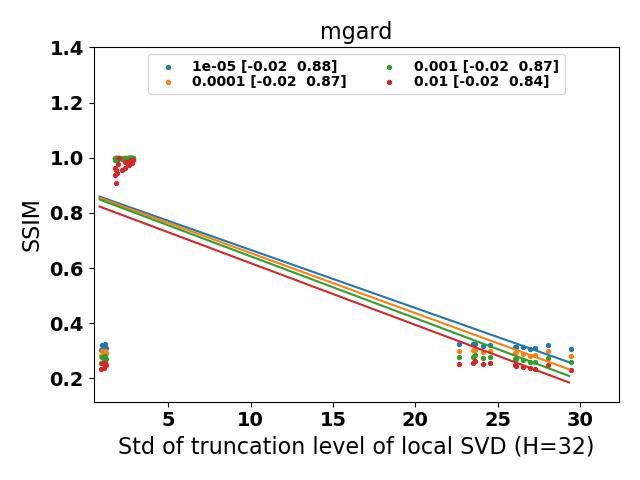 mgard
1e-05 [-0.02  0.88]
0.0001 [-0.02  0.87]
0.001 [-0.02  0.87]
0.01 [-0.02  0.84]
1.4
1.2
1.0
0.8
0.6
0.4
0.2
SSIM
5 10 15 20 25 30
Std of truncation level of local SVD (H=32)